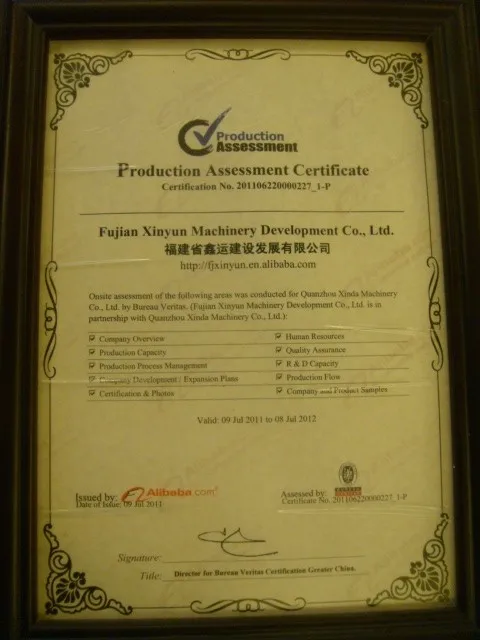 Production
Assessment
Production Assessment Certificate
Certification No. 201106220000227_1-P
Fujian Xinyun Machinery Development Co., Ltd.
福建省鑫运建设发展有限公司
http://fjxinyun.en.alibaba.com
Onsite assessment of the following areas was conducted for Quanzhou Xinda Machinery
Co., Ltd. by Bureau Veritas. (Fujian Xinyun Machinery Development Co., Ltd. is in
partnership with Quanzhou Xinda Machinery Co., Ltd.):
Company Overview
Production Capacity
Production Process Management
Company Development / Expansion Plans
Certification & Photos
Human Resources
Quality Assurance
R & D Capacity
Production Flow
Company and Product Samples
Valid: 09 Jul 2011 to 08 Jul 2012
Issued by: Alibaba.com
Date of Issue: 09 Jul 2011
Assessed by:
Certificate No. 201106220000227_1-P
Signature:
Title: Director for Bureau Veritas Certification Greater China.